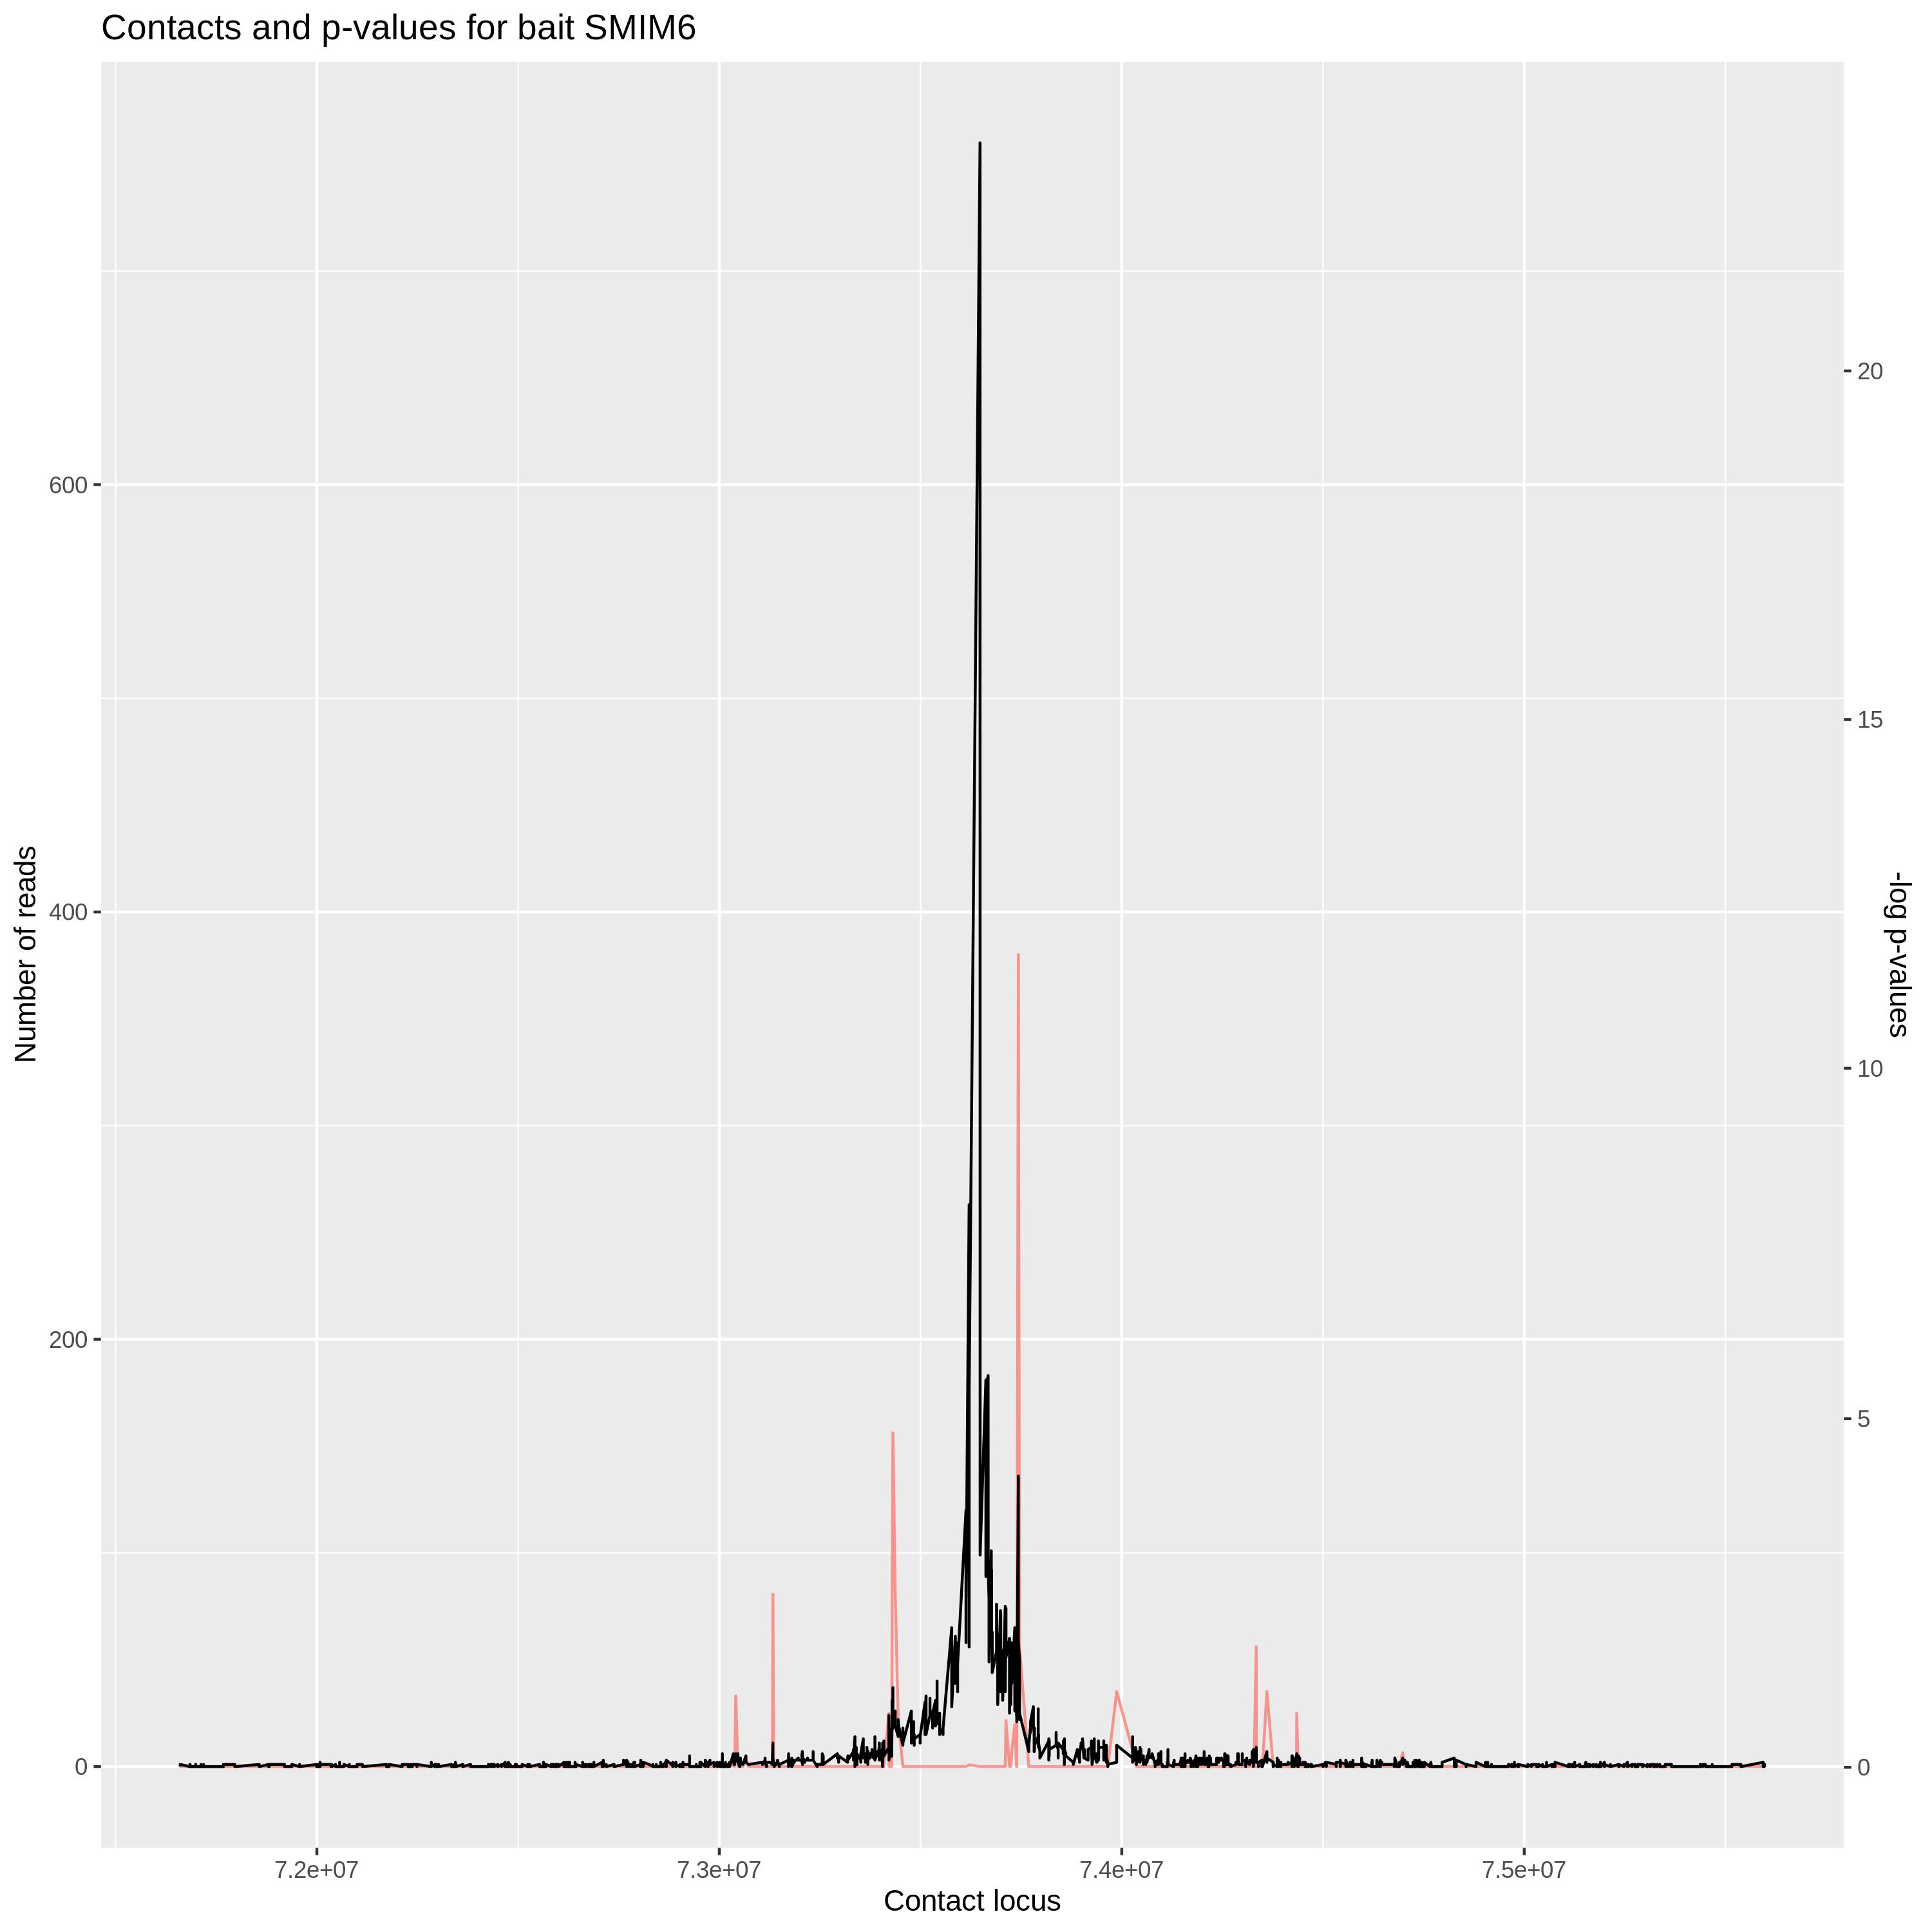 Contacts and p-values for bait SMIM6
Number of reads
600
400
200
0
20
15
10
5
0
-log p-values
7.2e+07
7.3e+07
7.4e+07
7.5e+07
Contact locus